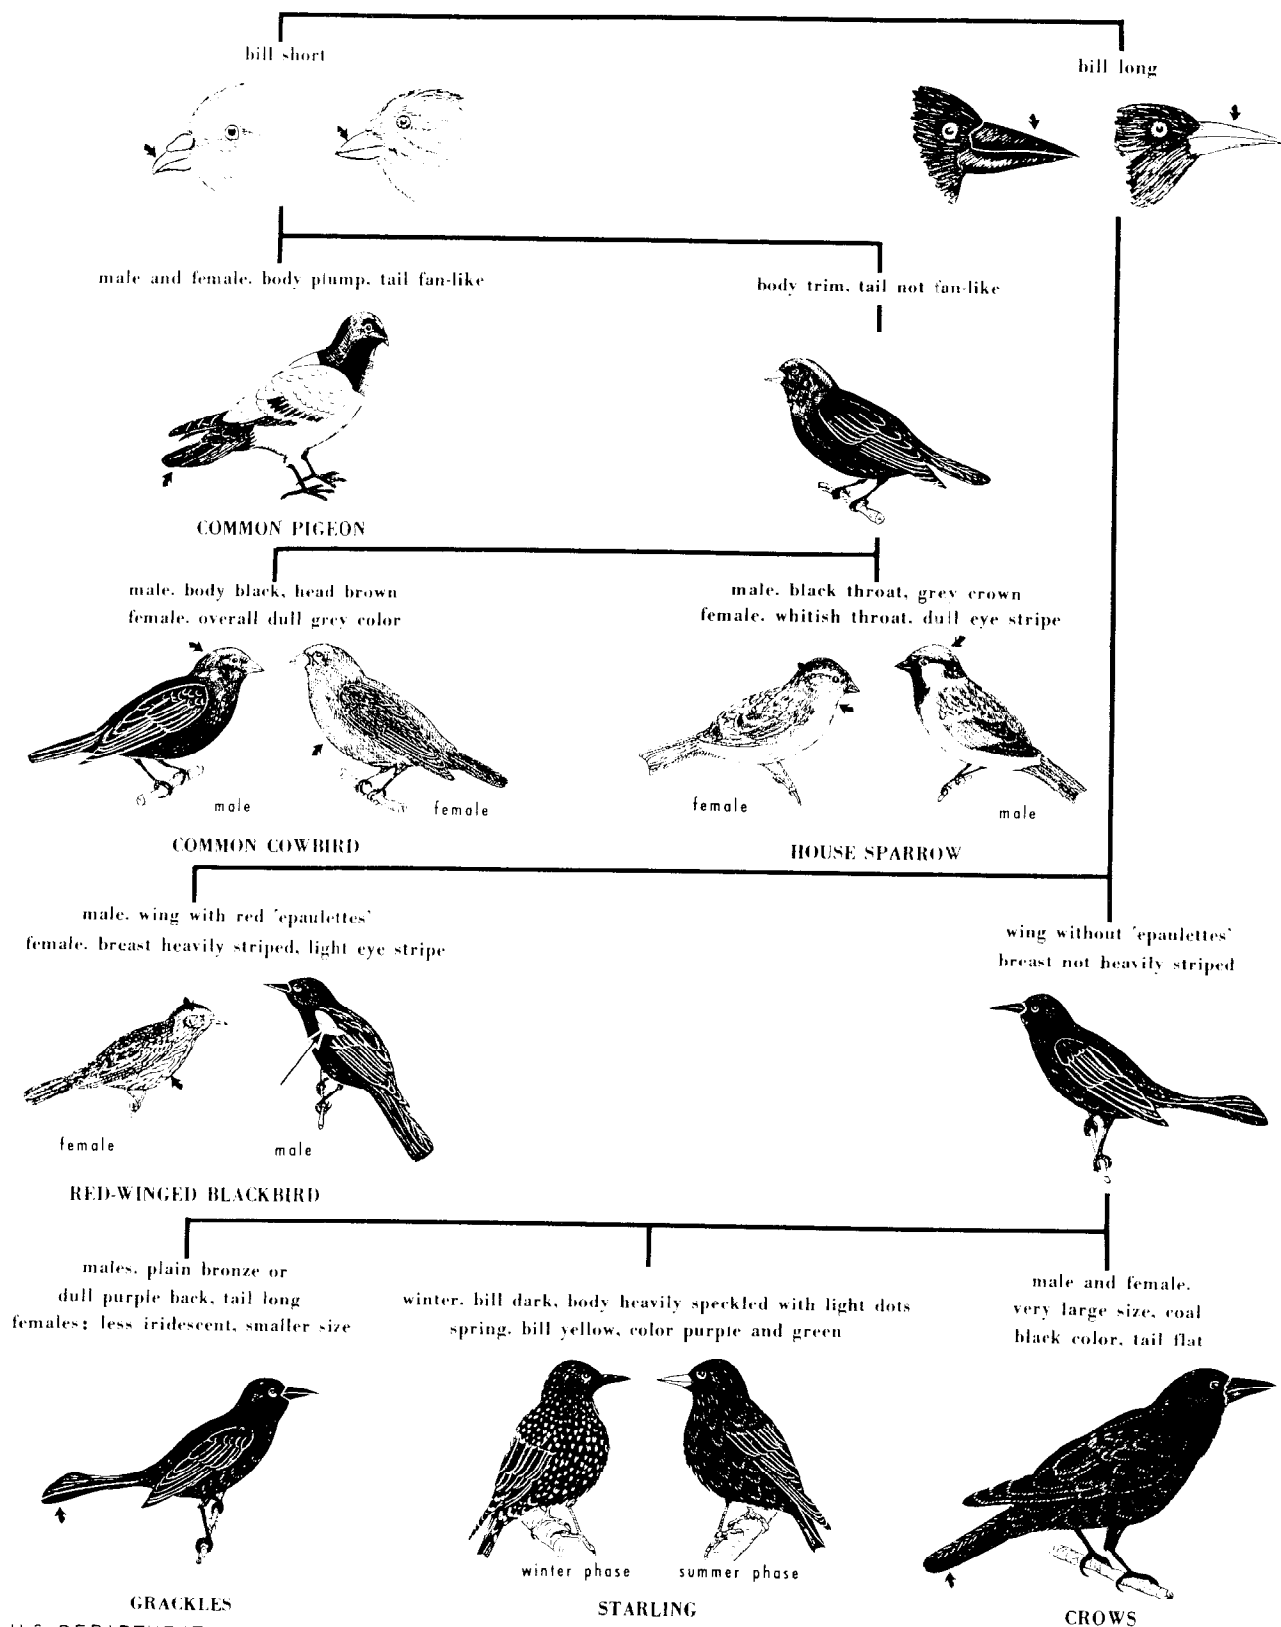 bill short
bill long
male and female. body plump. tail fan-like
body trim. tail not fan-like
COMMON PIGEON
male. body black, head brown
female. overall dull grey color
male. black throat, grey crown
female. whitish throat. dull eye stripe
male
female
female
male
COMMON COWBIRD
HOUSE SPARROW
male. wing with red 'epaulettes'
female. breast heavily striped, light eye stripe
wing without 'epaulettes'
breast not heavily striped
female
male
RED-WINGED BLACKBIRD
males. plain bronze or
dull purple back, tail long
females; less iridescent, smaller size
winter. bill dark, body heavily speckled with light dots
spring. bill yellow, color purple and green
male and female.
very large size, coal
black color, tail flat
winter phase
summer phase
GRACKLES
STARLING
CROWS